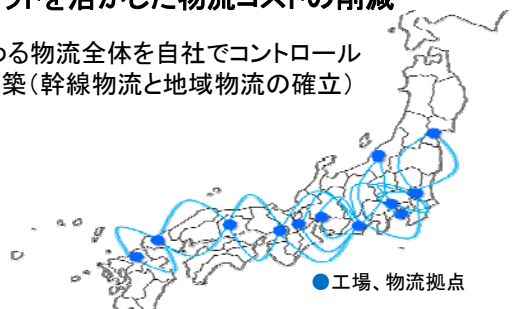 ットを活かした物流コストの削減
わる物流全体を自社でコントロール
築（幹線物流と地域物流の確立）
●工場、物流拠点